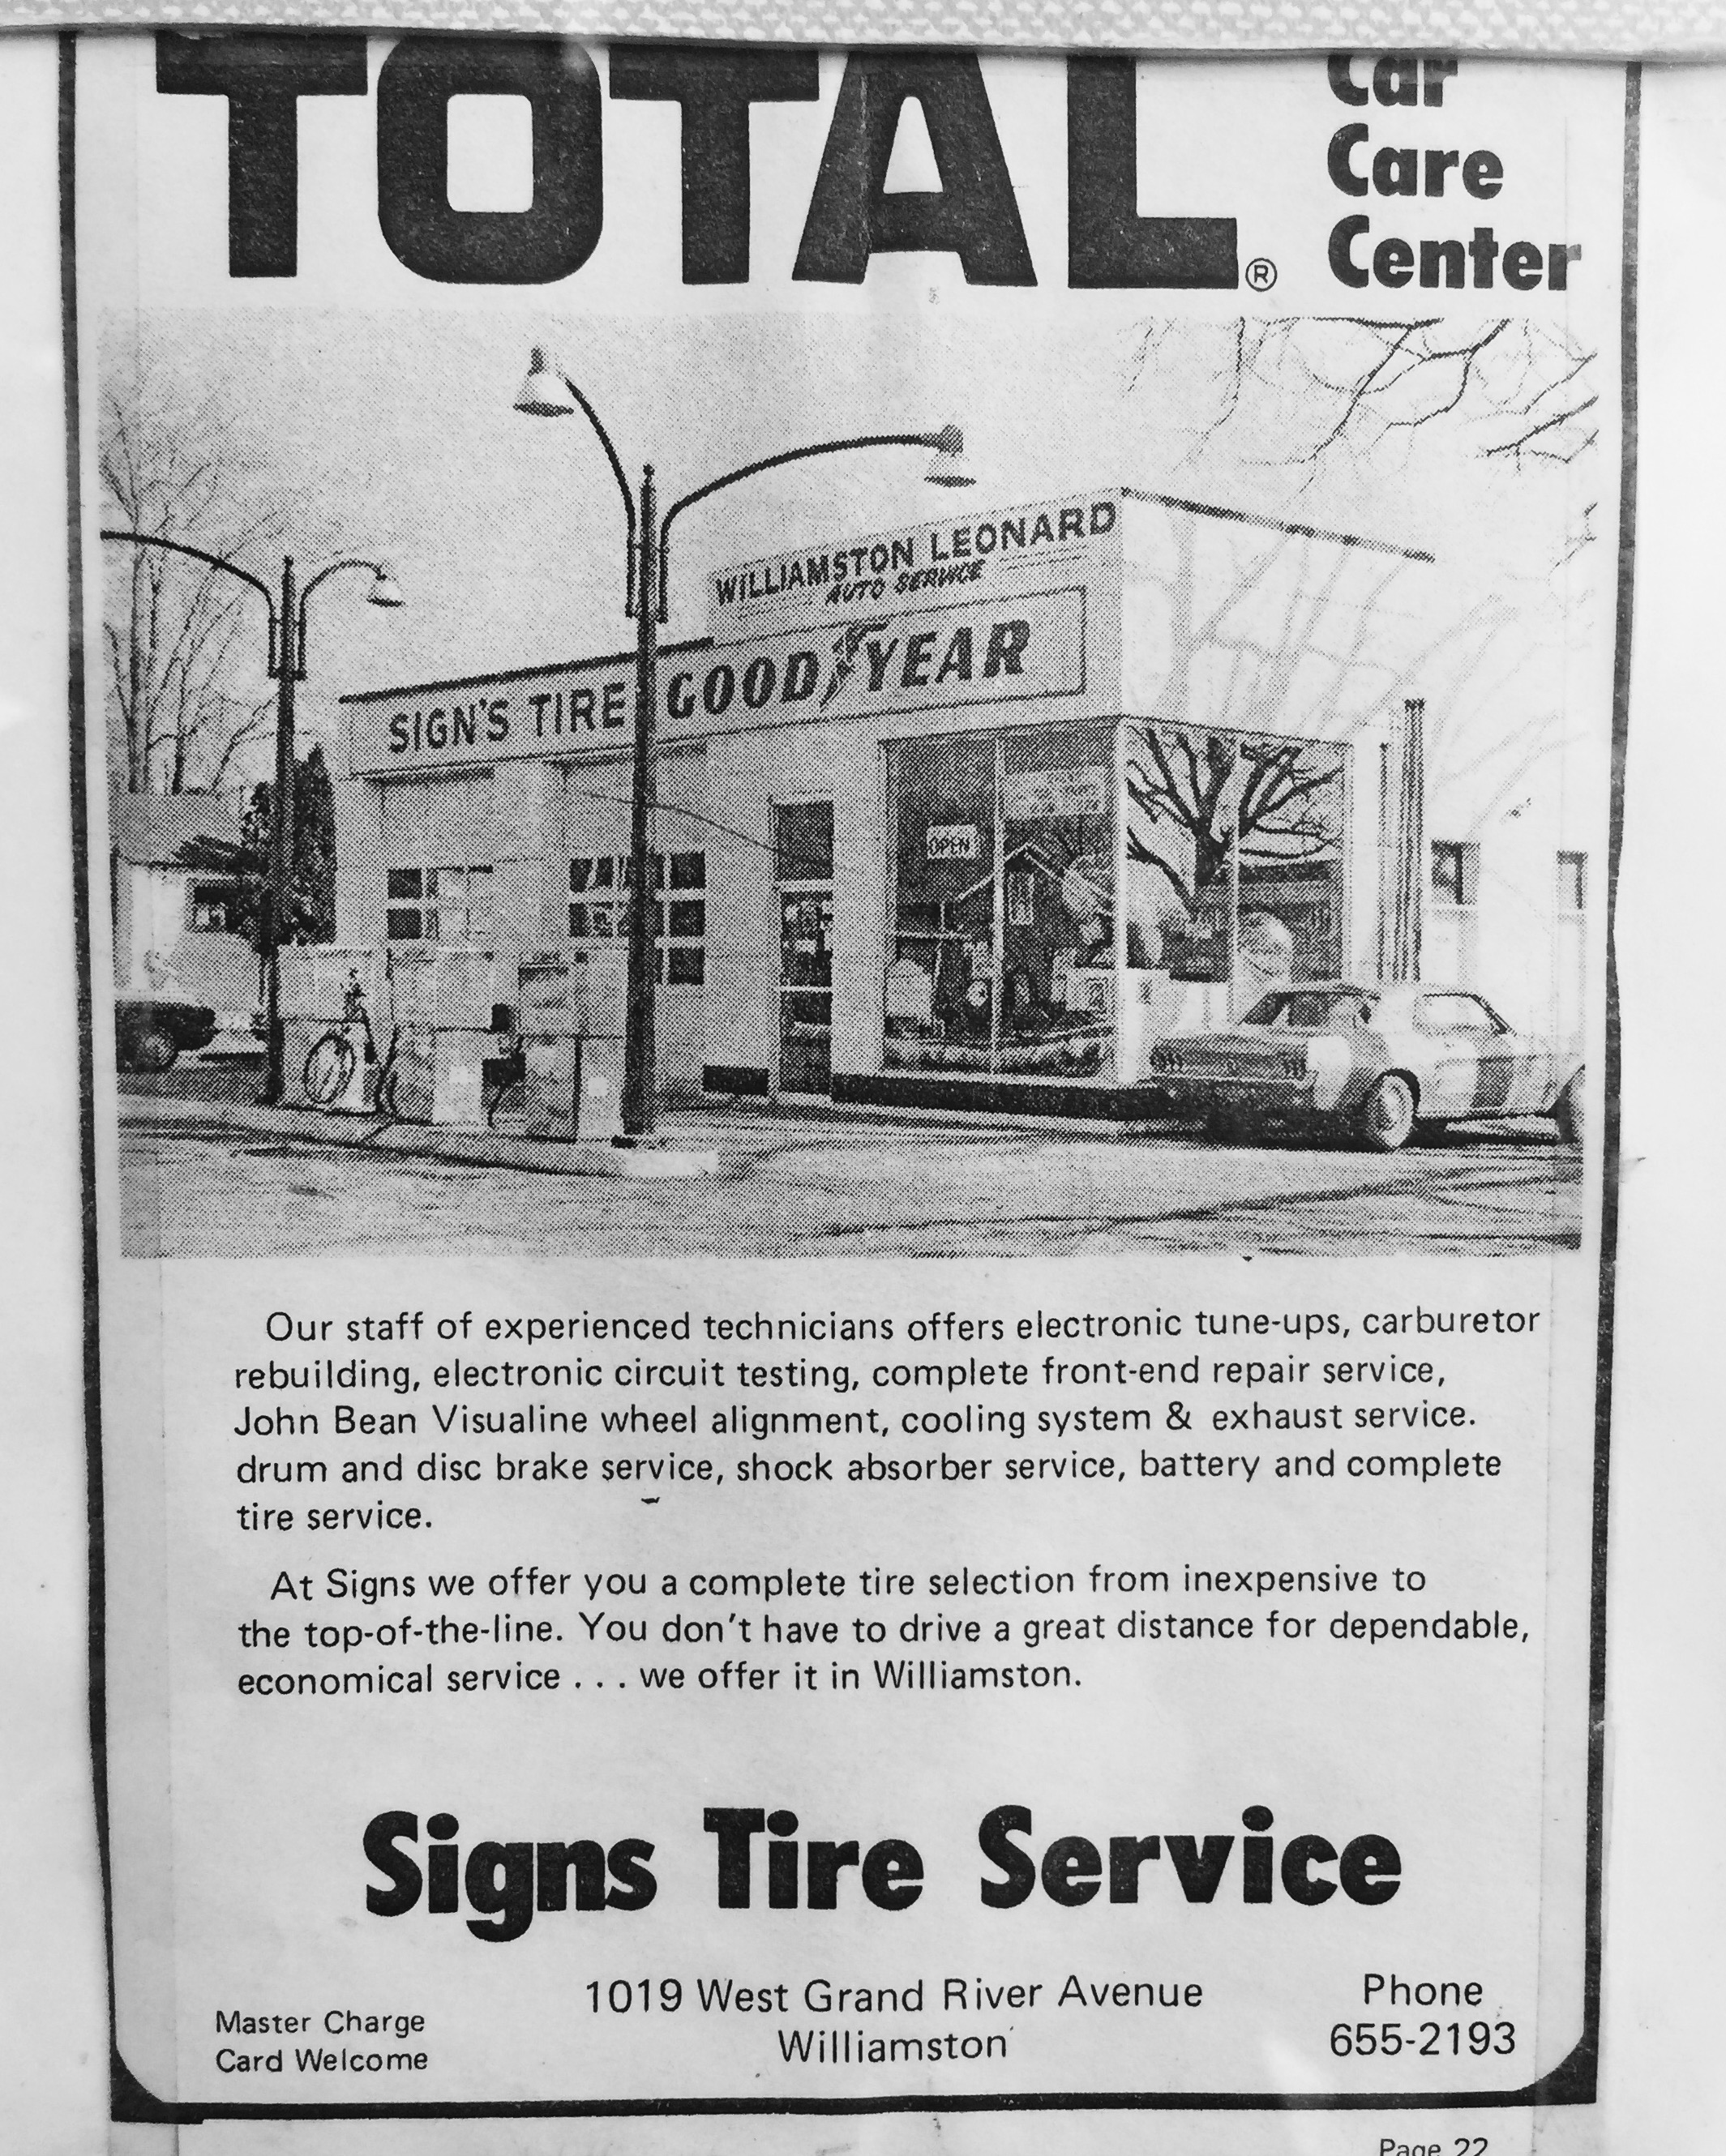 TOTAL®
Car
Care
Center
WILLIAMSTON LEONARD
AUTO SERVICE
SIGN'S TIRE GOODYEAR
OPEN
Our staff of experienced technicians offers electronic tune-ups, carburetor
rebuilding, electronic circuit testing, complete front-end repair service,
John Bean Visualine wheel alignment, cooling system & exhaust service.
drum and disc brake service, shock absorber service, battery and complete
tire service.
At Signs we offer you a complete tire selection from inexpensive to
the top-of-the-line. You don't have to drive a great distance for dependable,
economical service . . . we offer it in Williamston.
Signs Tire Service
Master Charge
Card Welcome
1019 West Grand River Avenue
Williamston
Phone
655-2193
Page 22